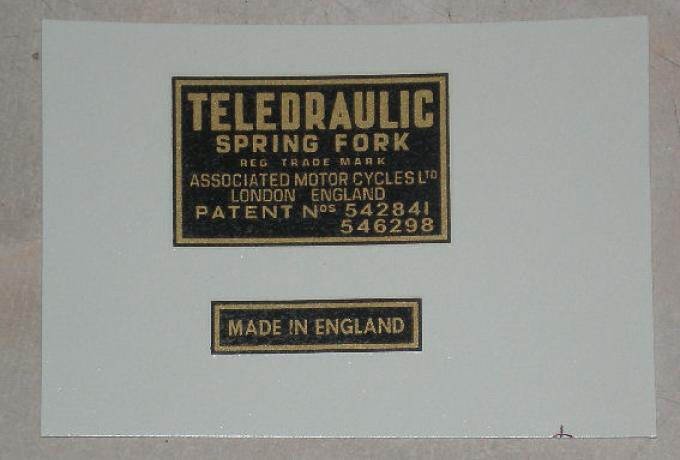 TELEDRAULIC
SPRING FORK
REG TRADE MARK
ASSOCIATED MOTOR CYCLES LTD
LONDON ENGLAND
PATENT NOS 542841
546298
MADE IN ENGLAND